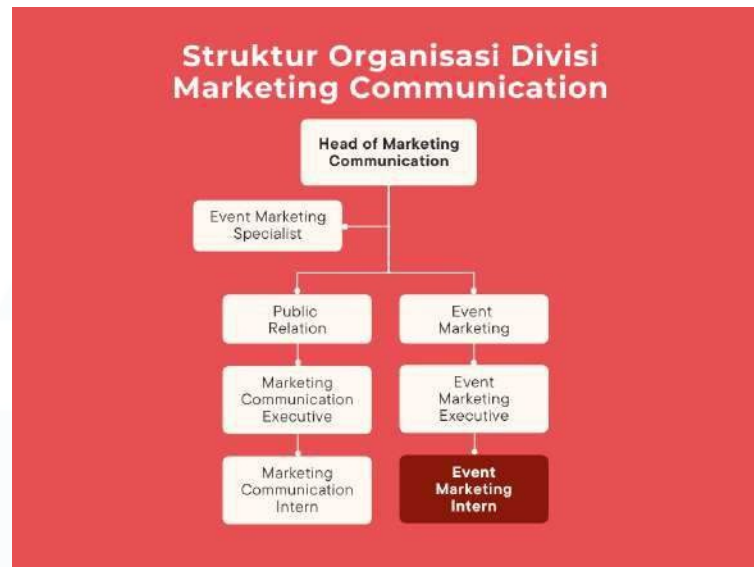 Struktur Organisasi Divisi
Marketing Communication
Head of Marketing
Communication
Event Marketing
Specialist
Public
Relation
Event
Marketing
Marketing
Communication
Executive
Event
Marketing
Executive
Marketing
Communication
Intern
Event
Marketing
Intern